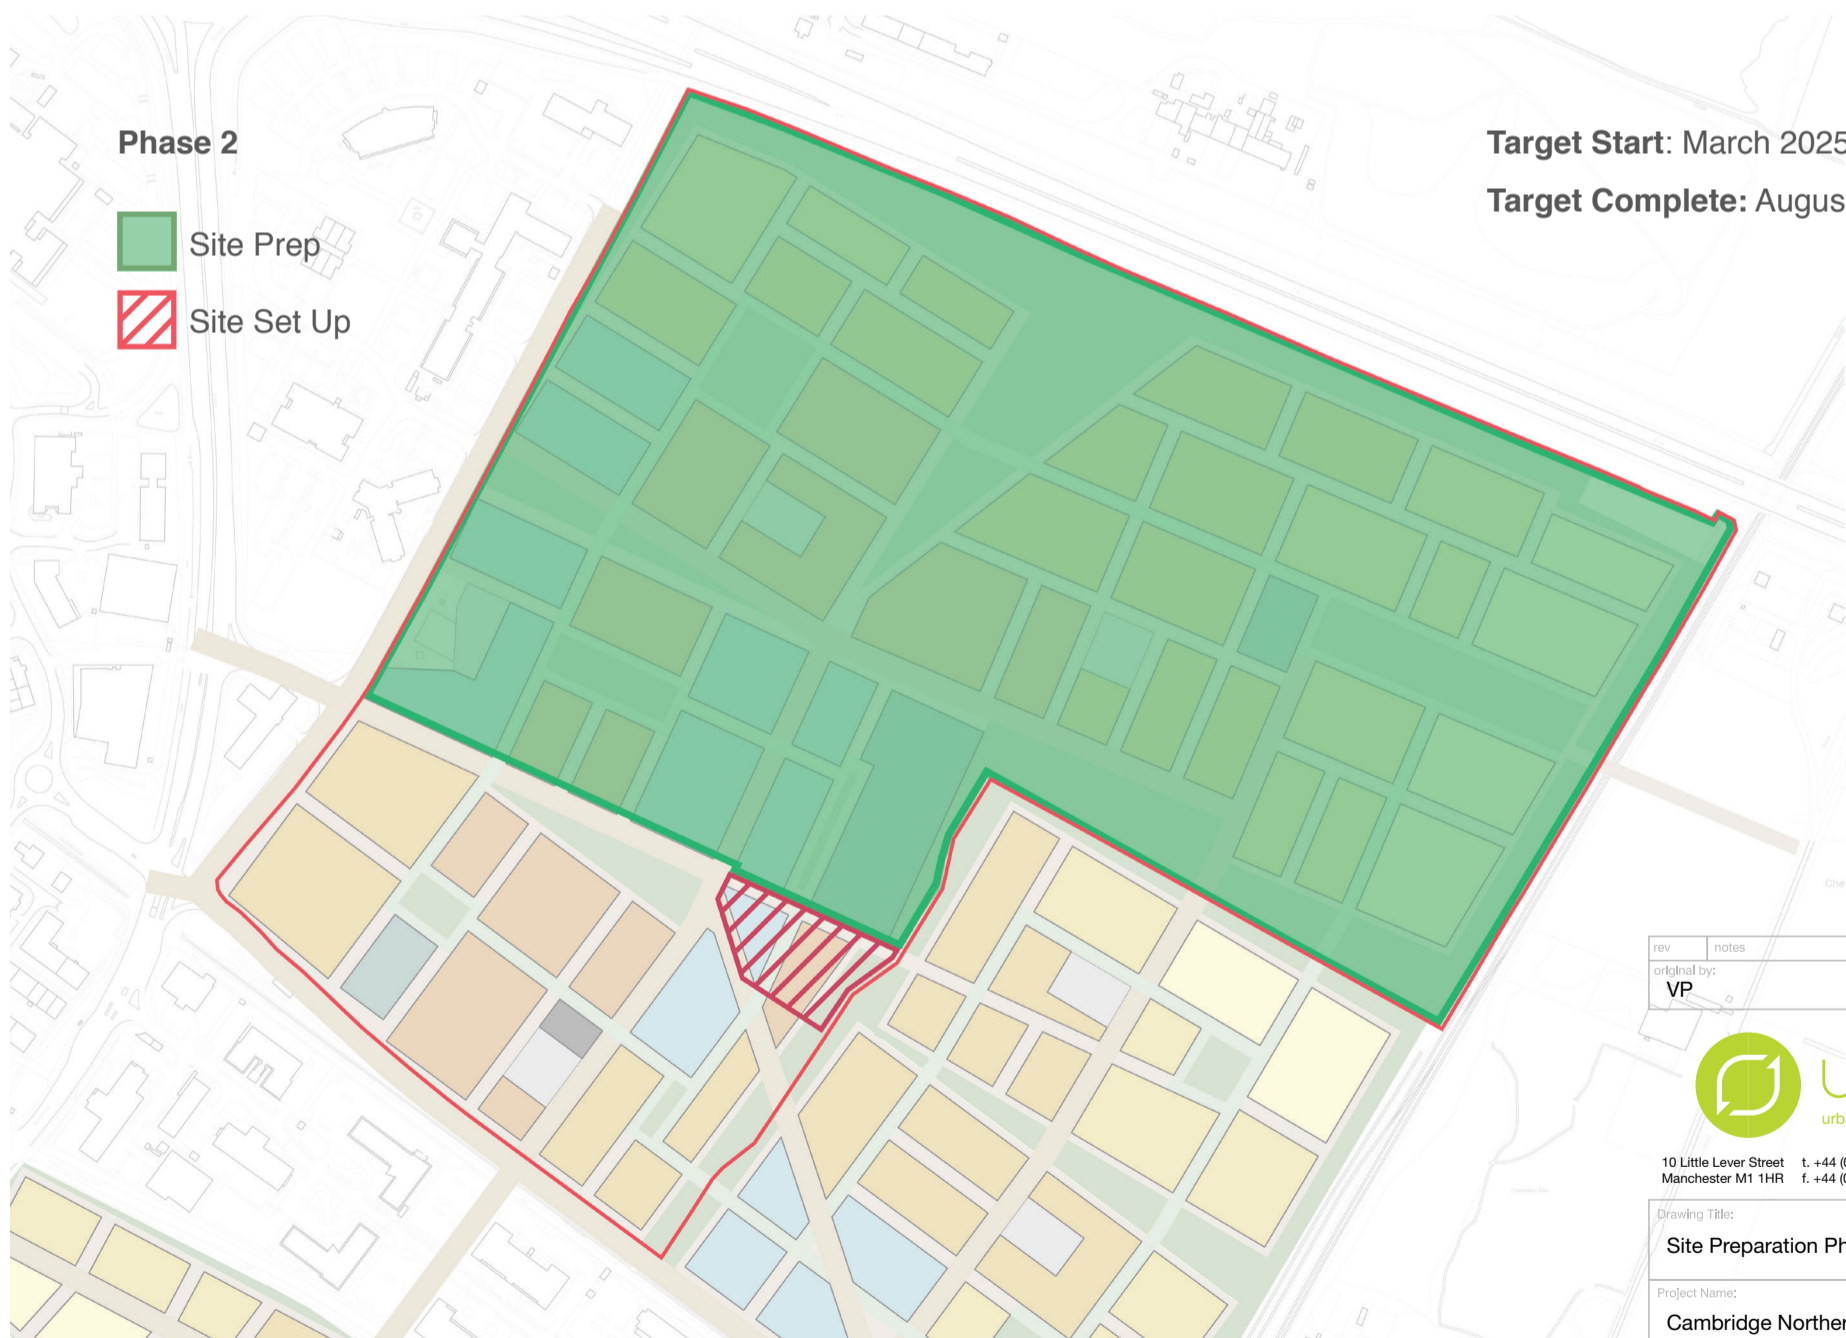 Phase 2
Site Prep
Site Set Up
Target Start: March 2025
Target Complete: Augus
rev notes
original by:
VP
U
urb
10 Little Lever Street t. +44 (0
Manchester M1 1HR f. +44 (0
Drawing Title:
Site Preparation Ph
Project Name:
Cambridge Norther